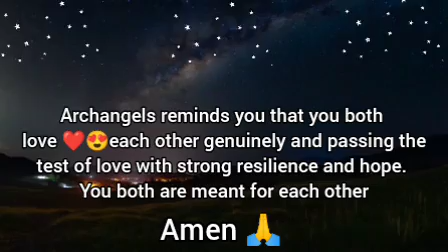 Archangels reminds you that you both
love ❤️😍each other genuinely and passing the
test of love with strong resilience and hope.
You both are meant for each other
Amen 🙏